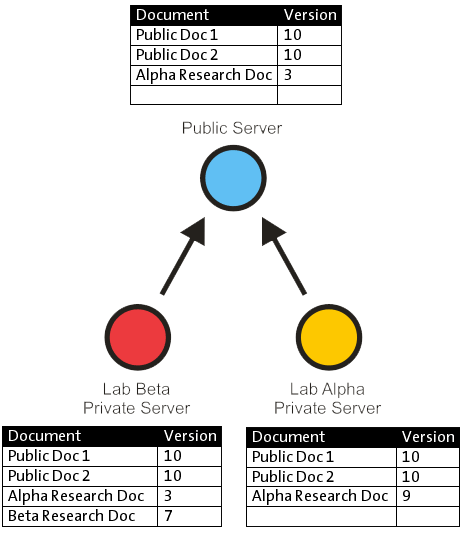 Document Version
Public Doc 1 10
Public Doc 2 10
Alpha Research Doc 3
Public Server
Lab Beta
Private Server
Document Version
Public Doc 1 10
Public Doc 2 10
Alpha Research Doc 3
Beta Research Doc 7
Lab Alpha
Private Server
Document Version
Public Doc 1 10
Public Doc 2 10
Alpha Research Doc 9